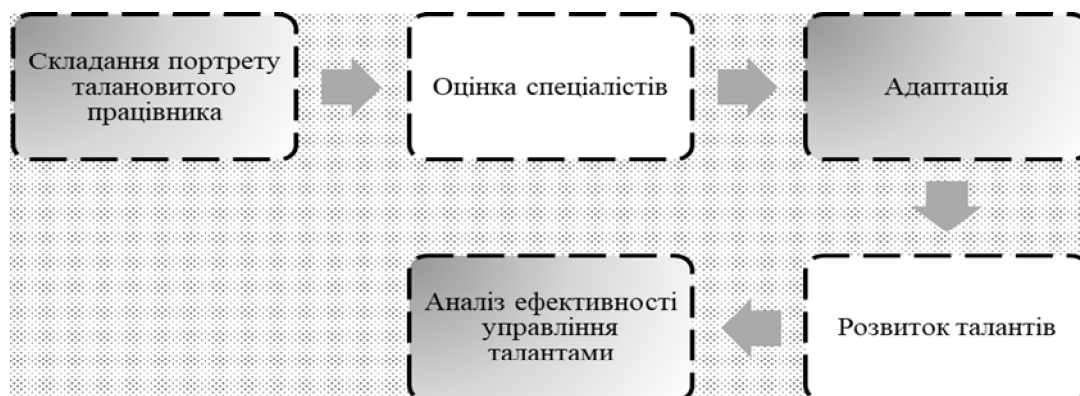 Складання портрету
талановитого
працівника
Оцінка спеціалістів
Адаптація
Розвиток талантів
Аналіз ефективності
управління
талантами